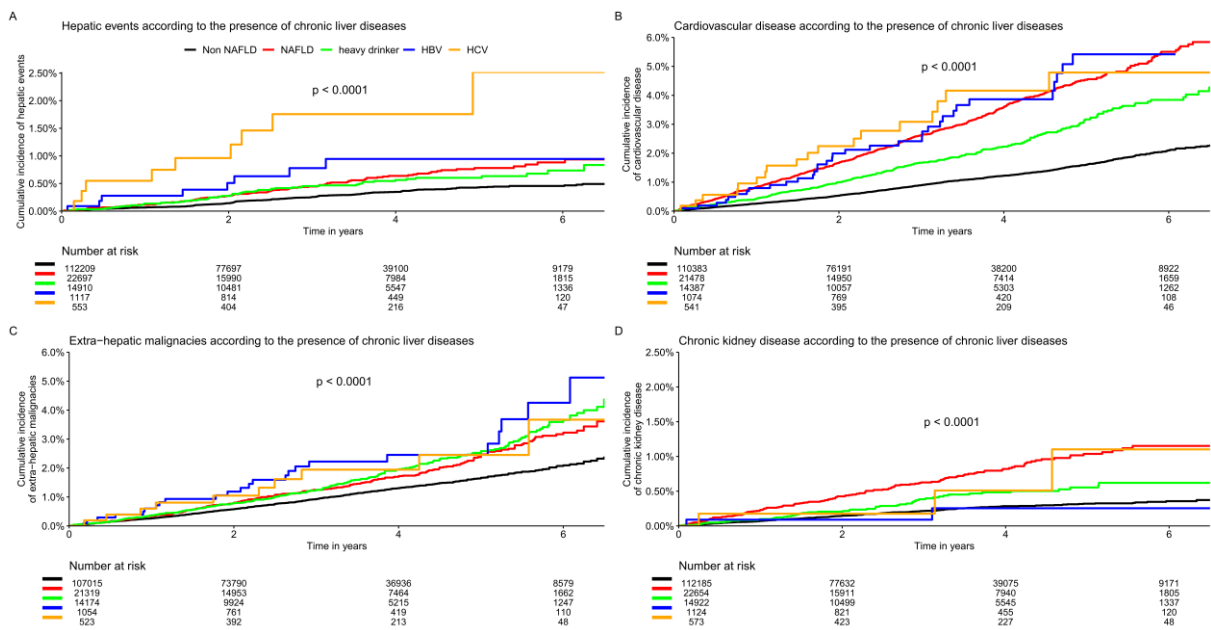 A
Hepatic events according to the presence of chronic liver diseases
Non NAFLD NAFLD heavy drinker HBV HCV
Cumulative incidence of hepatic events
2.50%
2.00%
1.50%
1.00%
0.50%
0.00%
p < 0.0001
0 2 4 6
Time in years
Number at risk
112209 77697 39100 9179
22697 15990 7984 1815
14910 10481 5547 1336
1117 814 449 120
553 404 216 47
B
Cardiovascular disease according to the presence of chronic liver diseases
Cumulative incidence
of cardiovascular disease
6.0%
5.0%
4.0%
3.0%
2.0%
1.0%
0.0%
p < 0.0001
0 2 4 6
Time in years
Number at risk
110383 76191 38200 8922
21478 14950 7414 1659
14387 10057 5303 1262
1074 769 420 108
541 395 209 46
C
Extra-hepatic malignacies according to the presence of chronic liver diseases
Cumulative incidence
of extra-hepatic malignacies
6.0%
5.0%
4.0%
3.0%
2.0%
1.0%
0.0%
p < 0.0001
0 2 4 6
Time in years
Number at risk
107015 73790 36936 8579
21319 14953 7464 1662
14174 9924 5215 1247
1054 761 419 110
523 392 213 48
D
Chronic kidney disease according to the presence of chronic liver diseases
Cumulative incidence
of chronic kidney disease
2.50%
2.00%
1.50%
1.00%
0.50%
0.00%
p < 0.0001
0 2 4 6
Time in years
Number at risk
112185 77632 39075 9171
22654 15911 7940 1805
14922 10499 5545 1337
1124 821 455 120
573 423 227 48